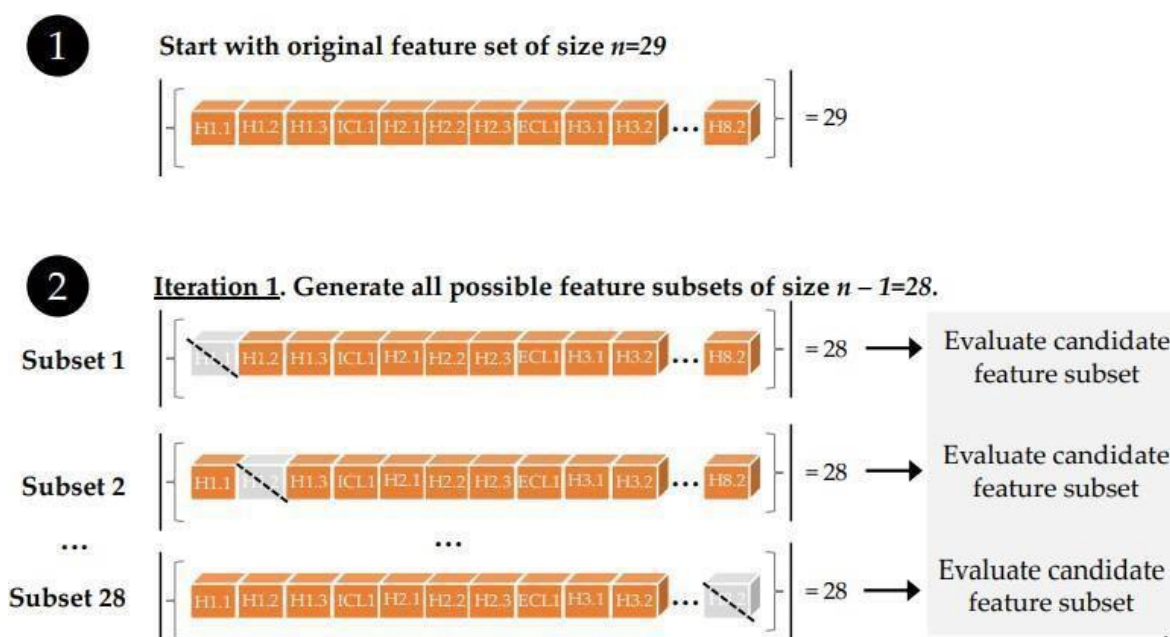 1
Start with original feature set of size n=29
H1.1 H1.2 H1.3 ICL1 H2.1 H2.2 H2.3 ECL1 H3.1 H3.2 ... H8.2 = 29
2
Iteration 1. Generate all possible feature subsets of size n – 1=28.
Subset 1
H1.2 H1.3 ICL1 H2.1 H2.2 H2.3 ECL1 H3.1 H3.2 ... H8.2 = 28
Evaluate candidate
feature subset
Subset 2
H1.1 H1.3 ICL1 H2.1 H2.2 H2.3 ECL1 H3.1 H3.2 ... H8.2 = 28
Evaluate candidate
feature subset
... ...
Subset 28
H1.1 H1.2 H1.3 ICL1 H2.1 H2.2 H2.3 ECL1 H3.1 H3.2 ... = 28
Evaluate candidate
feature subset